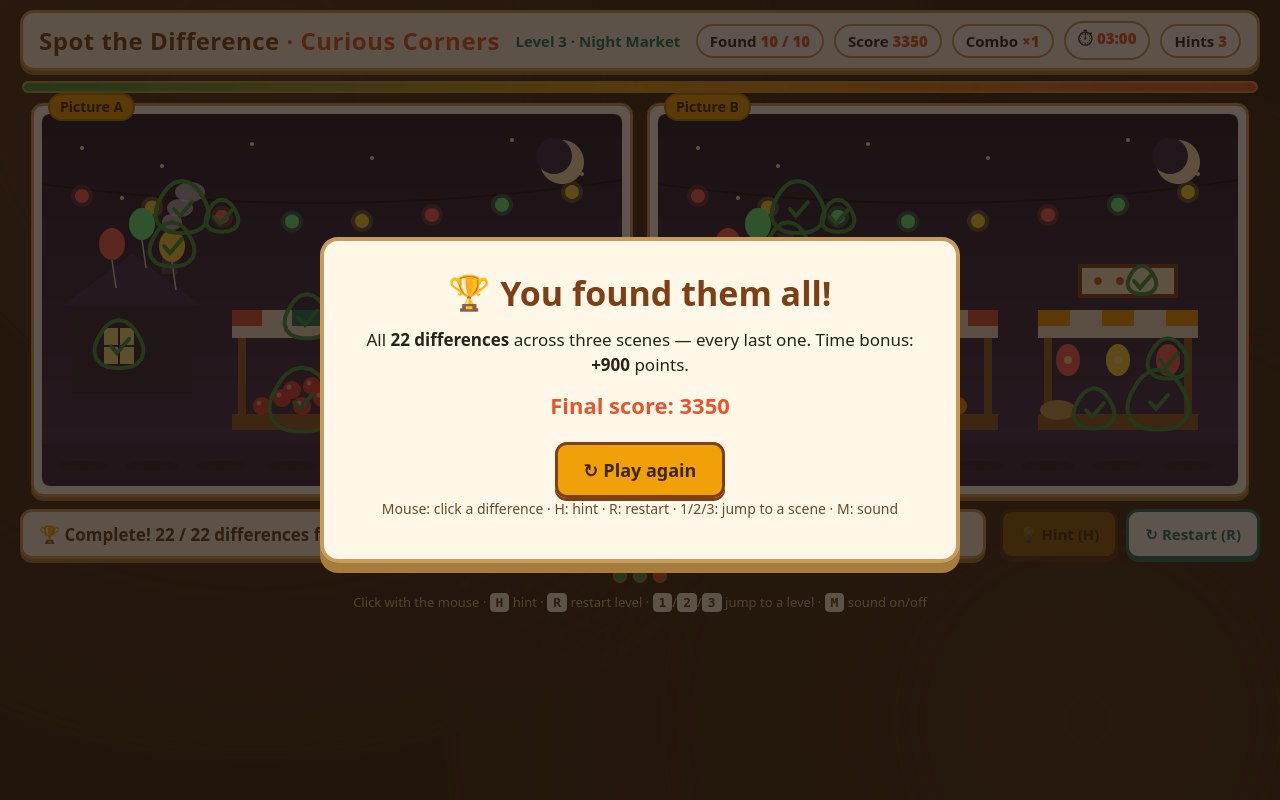 Spot the Difference · Curious Corners
Level 3 · Night Market
Found 10 / 10
Score 3350
Combo ×1
⏱ 03:00
Hints 3
Picture A
Picture B
🏆 You found them all!
All 22 differences across three scenes — every last one. Time bonus:
+900 points.
Final score: 3350
↻ Play again
Mouse: click a difference · H: hint · R: restart · 1/2/3: jump to a scene · M: sound
🏆 Complete! 22 / 22 differences f
💡 Hint (H)
↻ Restart (R)
Click with the mouse · H hint · R restart level · 1/2/3 jump to a level · M sound on/off